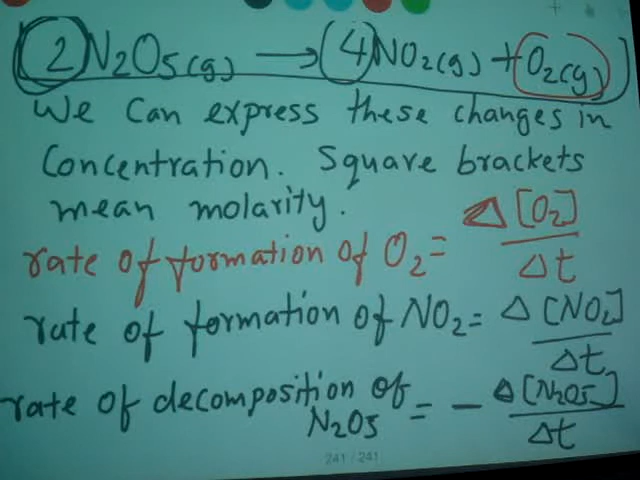 2N₂O₅(g) → 4NO₂(g) + O₂(g)
We can express these changes in
Concentration. Square brackets
mean molarity.
rate of formation of O₂ = Δ[O₂]/Δt
rate of formation of NO₂ = Δ[NO₂]/Δt
rate of decomposition of N₂O₅ = - Δ[N₂O₅]/Δt
241 / 241